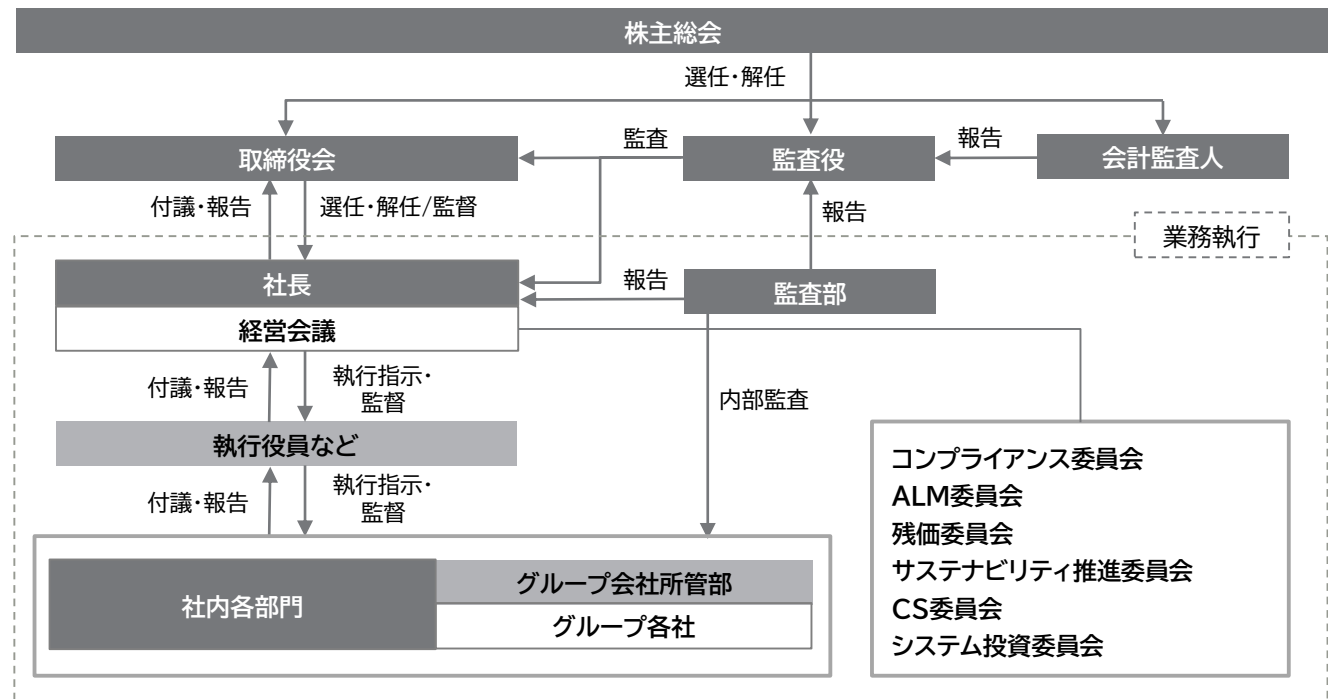 株主総会
選任・解任
取締役会
監査
監査役
報告
会計監査人
付議・報告
選任・解任/監督
報告
業務執行
社長
報告
監査部
経営会議
付議・報告
執行指示・
監督
内部監査
執行役員など
付議・報告
執行指示・
監督
コンプライアンス委員会
ALM委員会
残価委員会
サステナビリティ推進委員会
CS委員会
システム投資委員会
社内各部門
グループ会社所管部
グループ各社